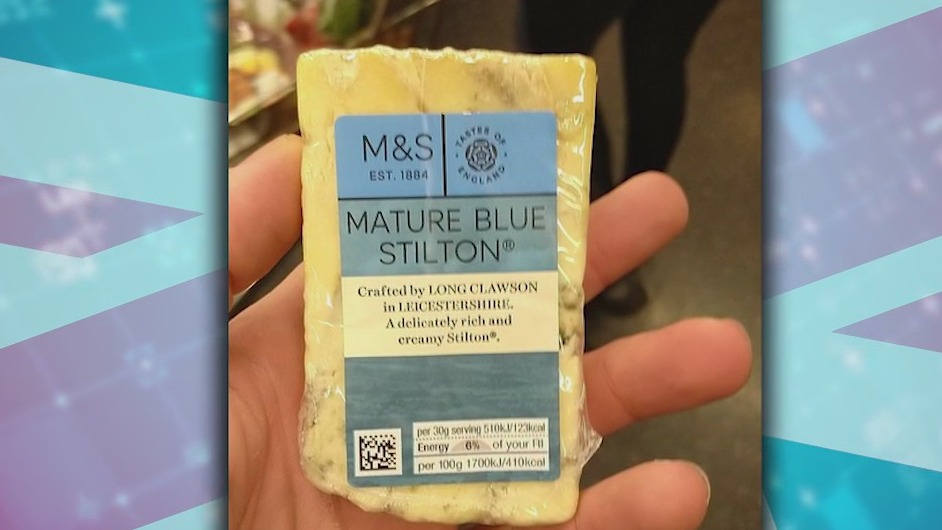 M&S
EST. 1884
TASTES OF ENGLAND
MATURE BLUE
STILTON®
Crafted by LONG CLAWSON
in LEICESTERSHIRE.
A delicately rich and
creamy Stilton®.
per 30g serving 510kJ/123kcal
Energy 6% of your RI
per 100g 1700kJ/410kcal